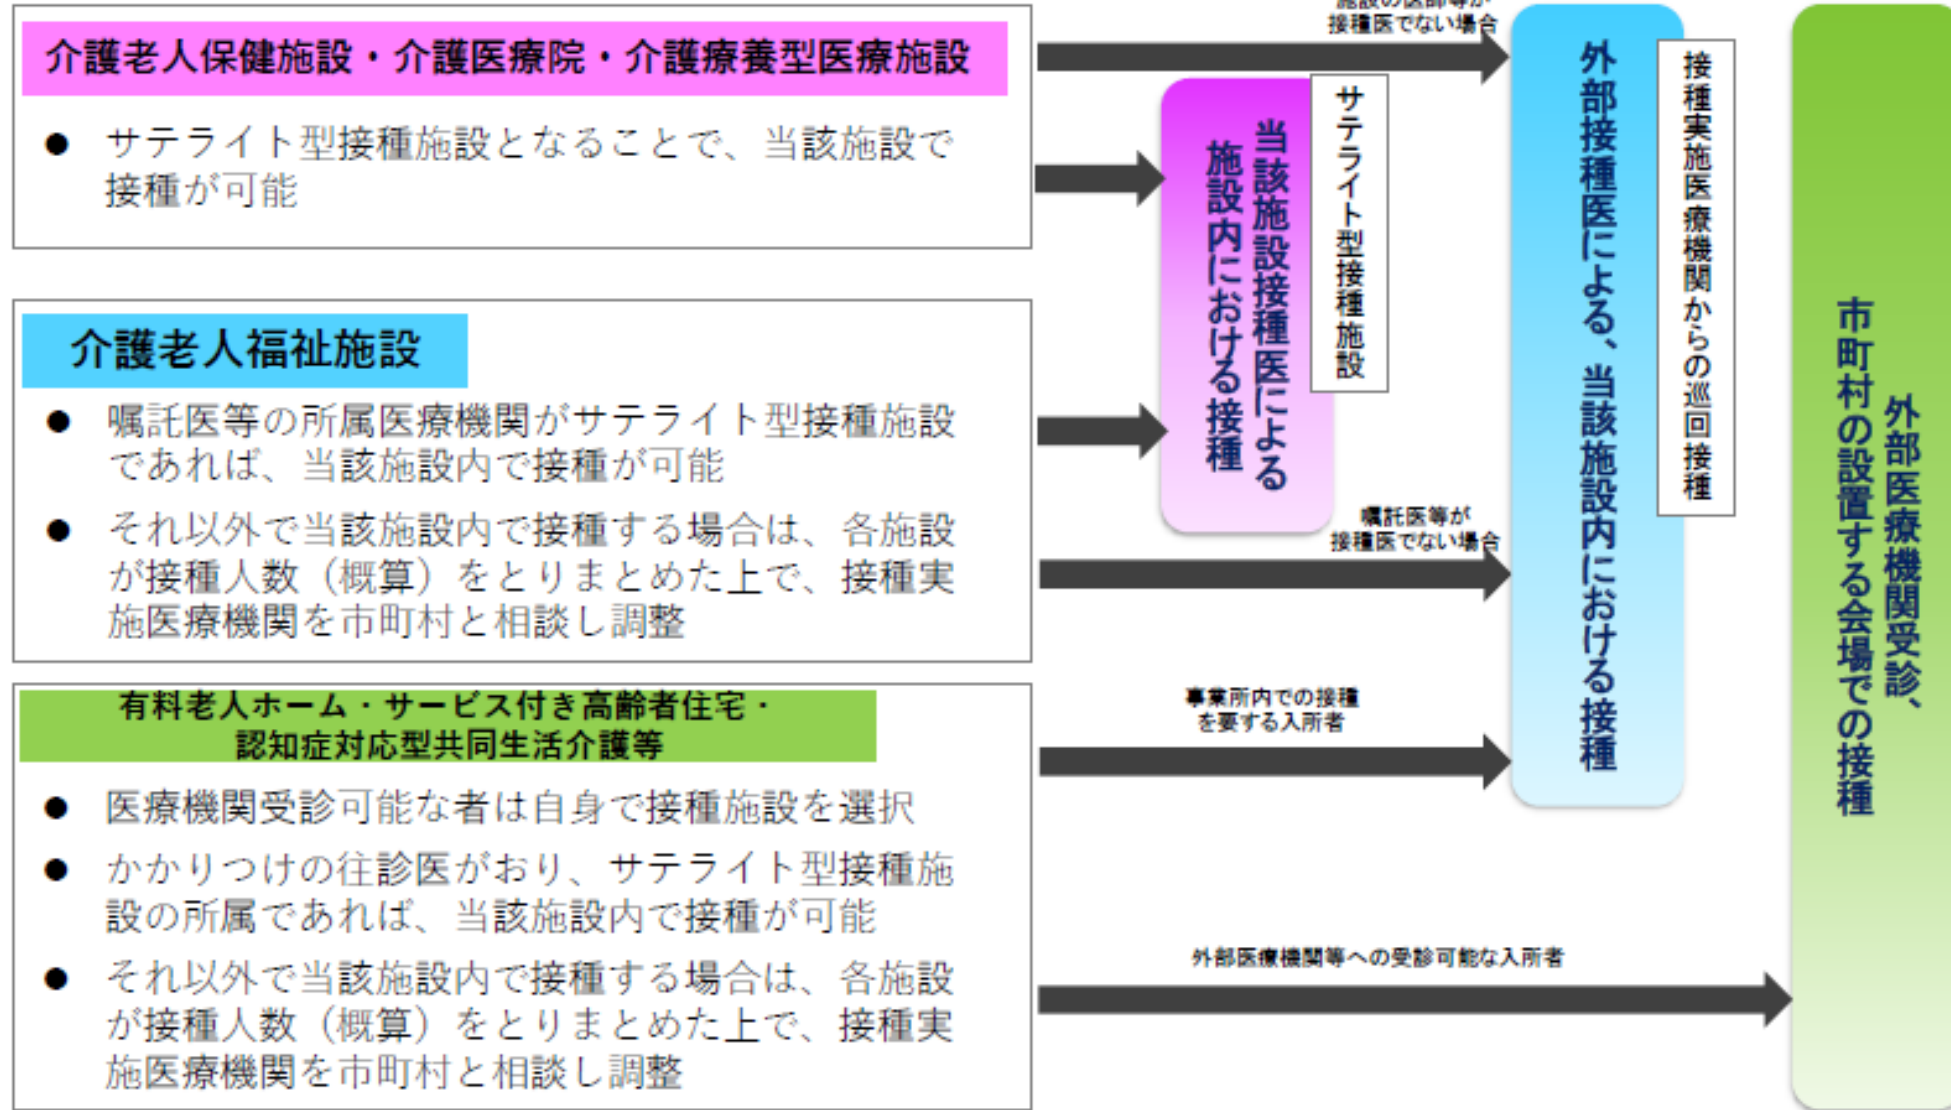 介護老人保健施設・介護医療院・介護療養型医療施設
● サテライト型接種施設となることで、当該施設で
接種が可能
介護老人福祉施設
● 嘱託医等の所属医療機関がサテライト型接種施設
であれば、当該施設内で接種が可能
● それ以外で当該施設内で接種する場合は、各施設
が接種人数（概算）をとりまとめた上で、接種実
施医療機関を市町村と相談し調整
有料老人ホーム・サービス付き高齢者住宅・
認知症対応型共同生活介護等
● 医療機関受診可能な者は自身で接種施設を選択
● かかりつけの往診医がおり、サテライト型接種施
設の所属であれば、当該施設内で接種が可能
● それ以外で当該施設内で接種する場合は、各施設
が接種人数（概算）をとりまとめた上で、接種実
施医療機関を市町村と相談し調整
施設の医師等が
接種医でない場合
当該施設接種医による
施設内における接種
サテライト型接種施設
嘱託医等が
接種医でない場合
事業所内での接種
を要する入所者
外部医療機関等への受診可能な入所者
外部接種医による、当該施設内における接種
接種実施医療機関からの巡回接種
外部医療機関受診、
市町村の設置する会場での接種